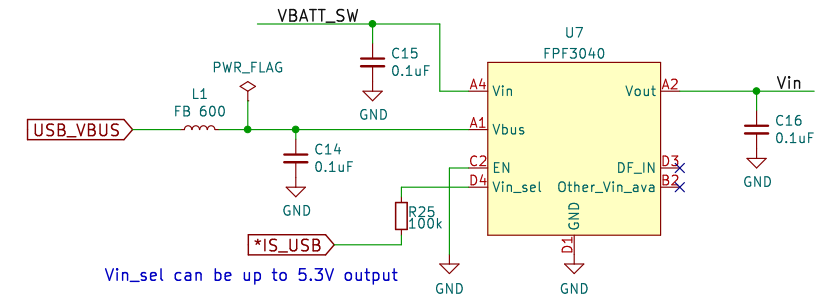 VBATT_SW
U7
FPF3040
C15
0.1uF
GND
PWR_FLAG
L1
FB 600
USB_VBUS
C14
0.1uF
GND
A4 Vin
A1 Vbus
C2 EN
D4 Vin_sel
Vout A2
DF_IN D3
Other_Vin_ava B2
GND
D1
Vin
C16
0.1uF
GND
R25
100k
*IS_USB
GND
GND
Vin_sel can be up to 5.3V output